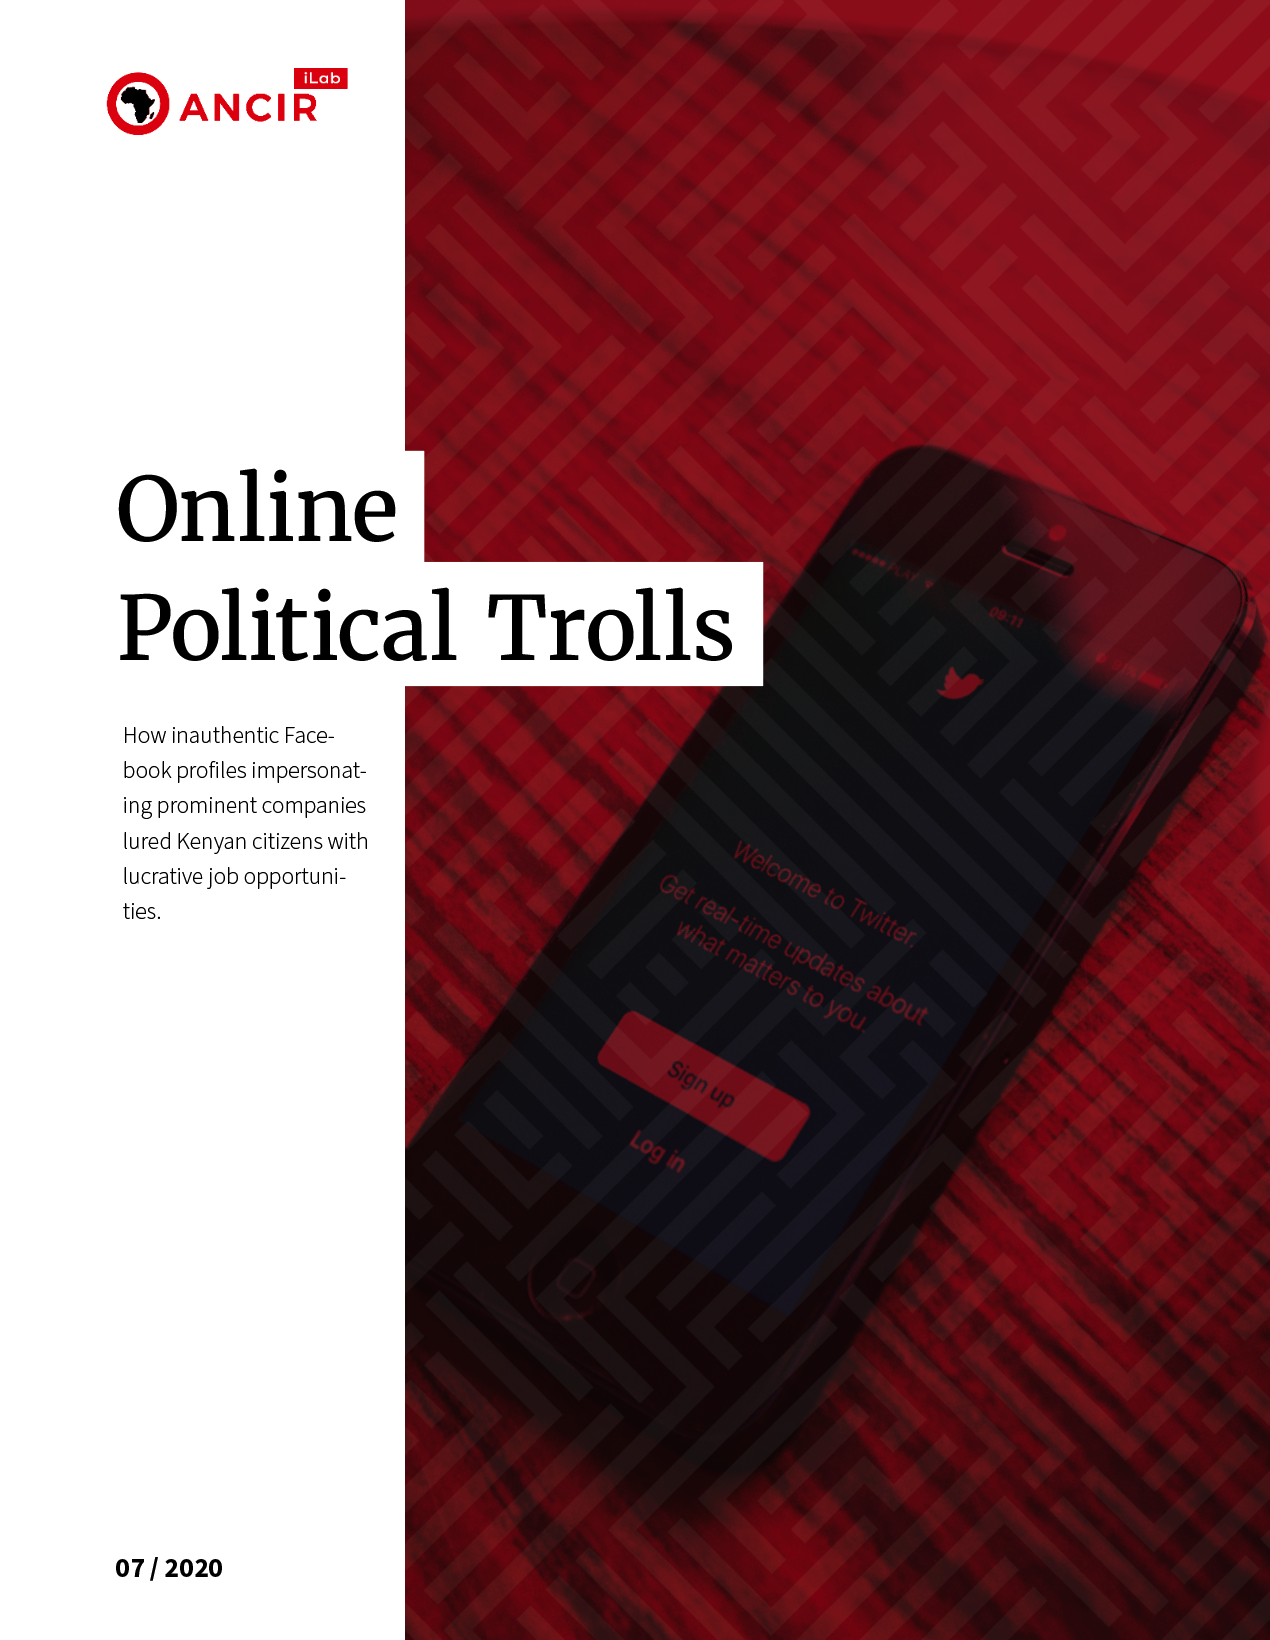 iLab
ANCIR
Online
Political Trolls
How inauthentic Face-
book profiles impersonat-
ing prominent companies
lured Kenyan citizens with
lucrative job opportuni-
ties.
09:11
Welcome to Twitter.
Get real-time updates about
what matters to you.
Sign up
Log in
07 / 2020